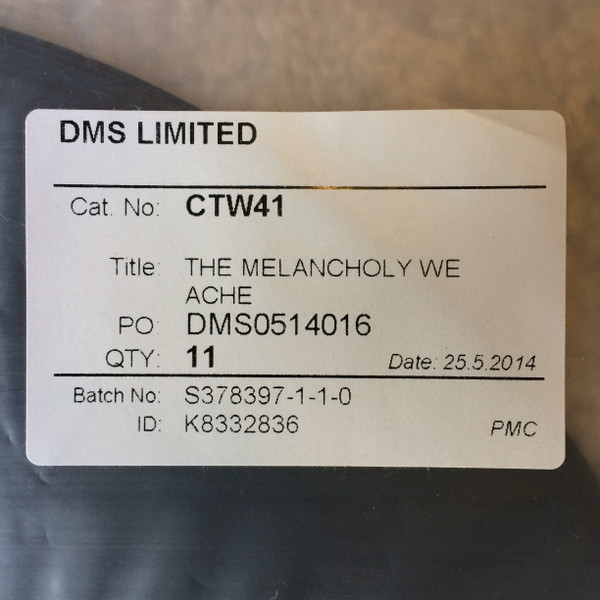 DMS LIMITED
Cat. No: CTW41
Title: THE MELANCHOLY WE
ACHE
PO: DMS0514016
QTY: 11 Date: 25.5.2014
Batch No: S378397-1-1-0
ID: K8332836 PMC